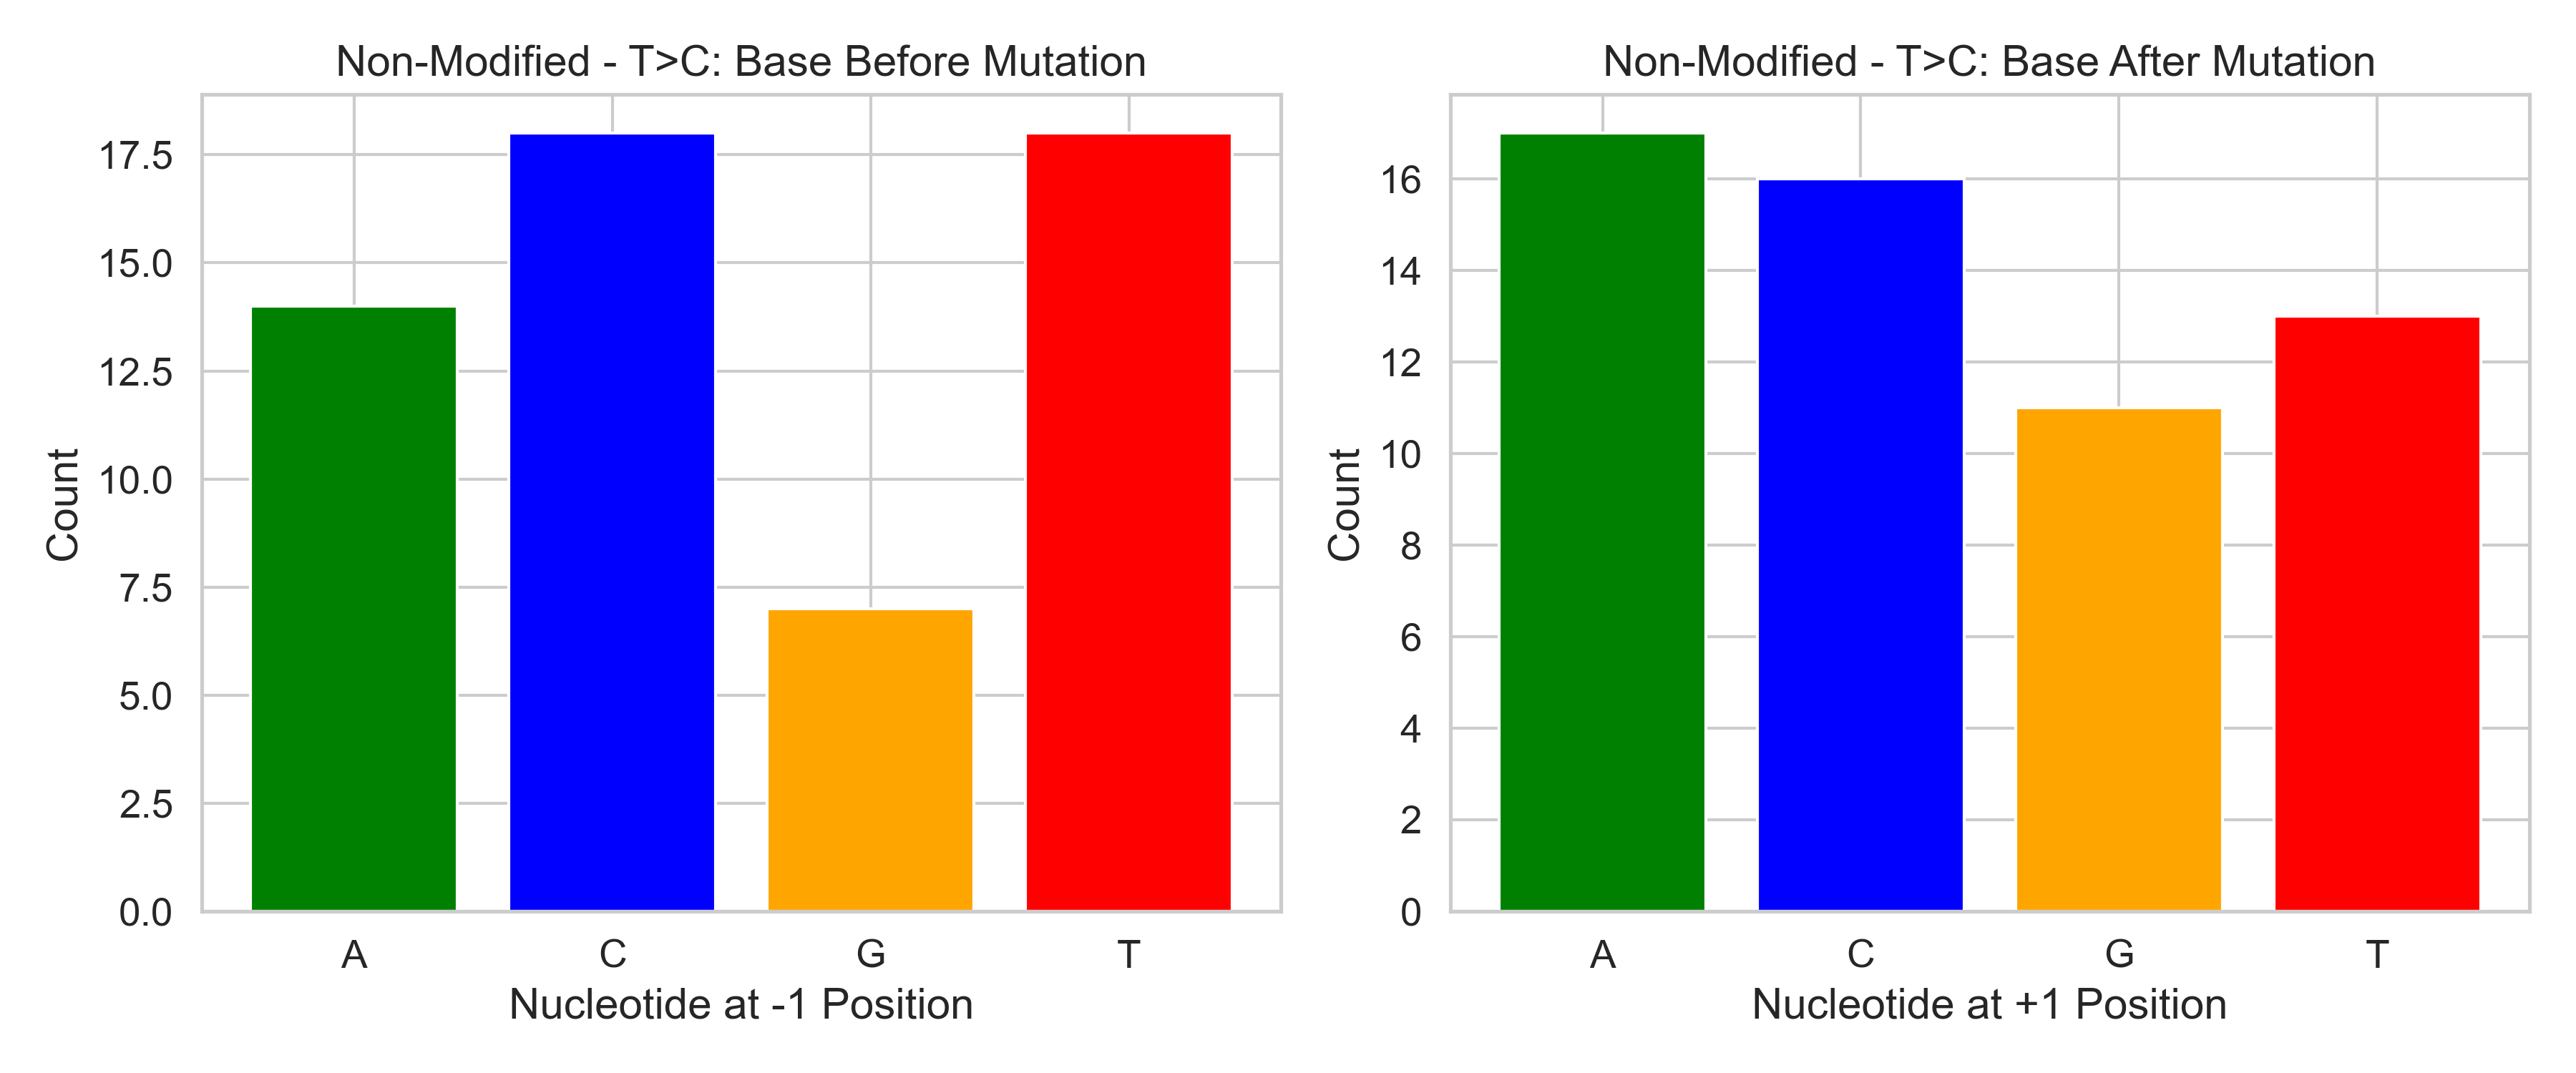 Non-Modified - T>C: Base Before Mutation
17.5
15.0
12.5
10.0
7.5
5.0
2.5
0.0
Count
A C G T
Nucleotide at -1 Position
Non-Modified - T>C: Base After Mutation
16
14
12
10
8
6
4
2
0
Count
A C G T
Nucleotide at +1 Position